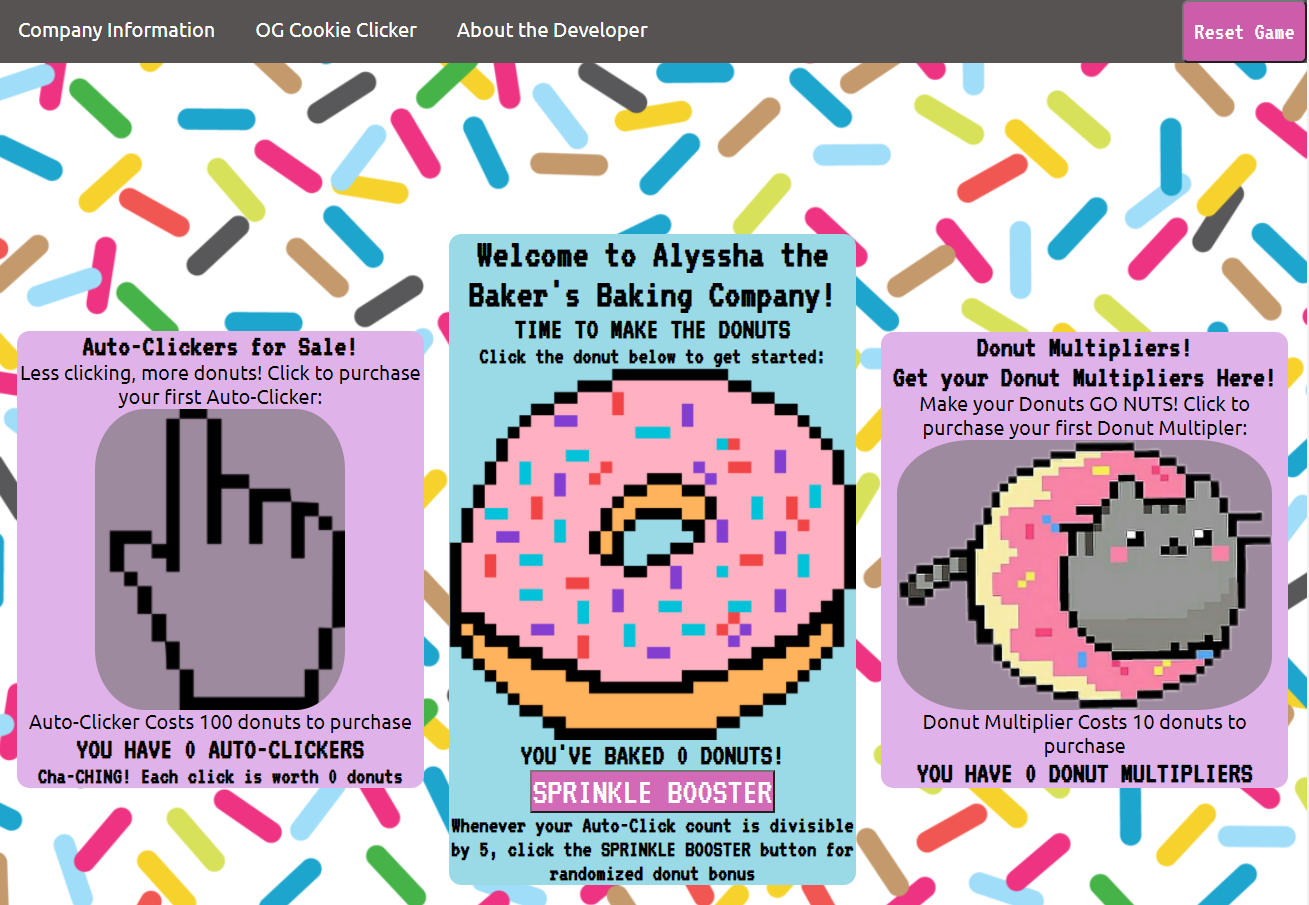 Company Information OG Cookie Clicker About the Developer Reset Game
Welcome to Alyssha the
Baker's Baking Company!
TIME TO MAKE THE DONUTS
Click the donut below to get started:
Auto-Clickers for Sale!
Less clicking, more donuts! Click to purchase
your first Auto-Clicker:
Auto-Clicker Costs 100 donuts to purchase
YOU HAVE 0 AUTO-CLICKERS
Cha-CHING! Each click is worth 0 donuts
YOU'VE BAKED 0 DONUTS!
SPRINKLE BOOSTER
Whenever your Auto-Click count is divisible
by 5, click the SPRINKLE BOOSTER button for
randomized donut bonus
Donut Multipliers!
Get your Donut Multipliers Here!
Make your Donuts GO NUTS! Click to
purchase your first Donut Multipler:
Donut Multiplier Costs 10 donuts to
purchase
YOU HAVE 0 DONUT MULTIPLIERS